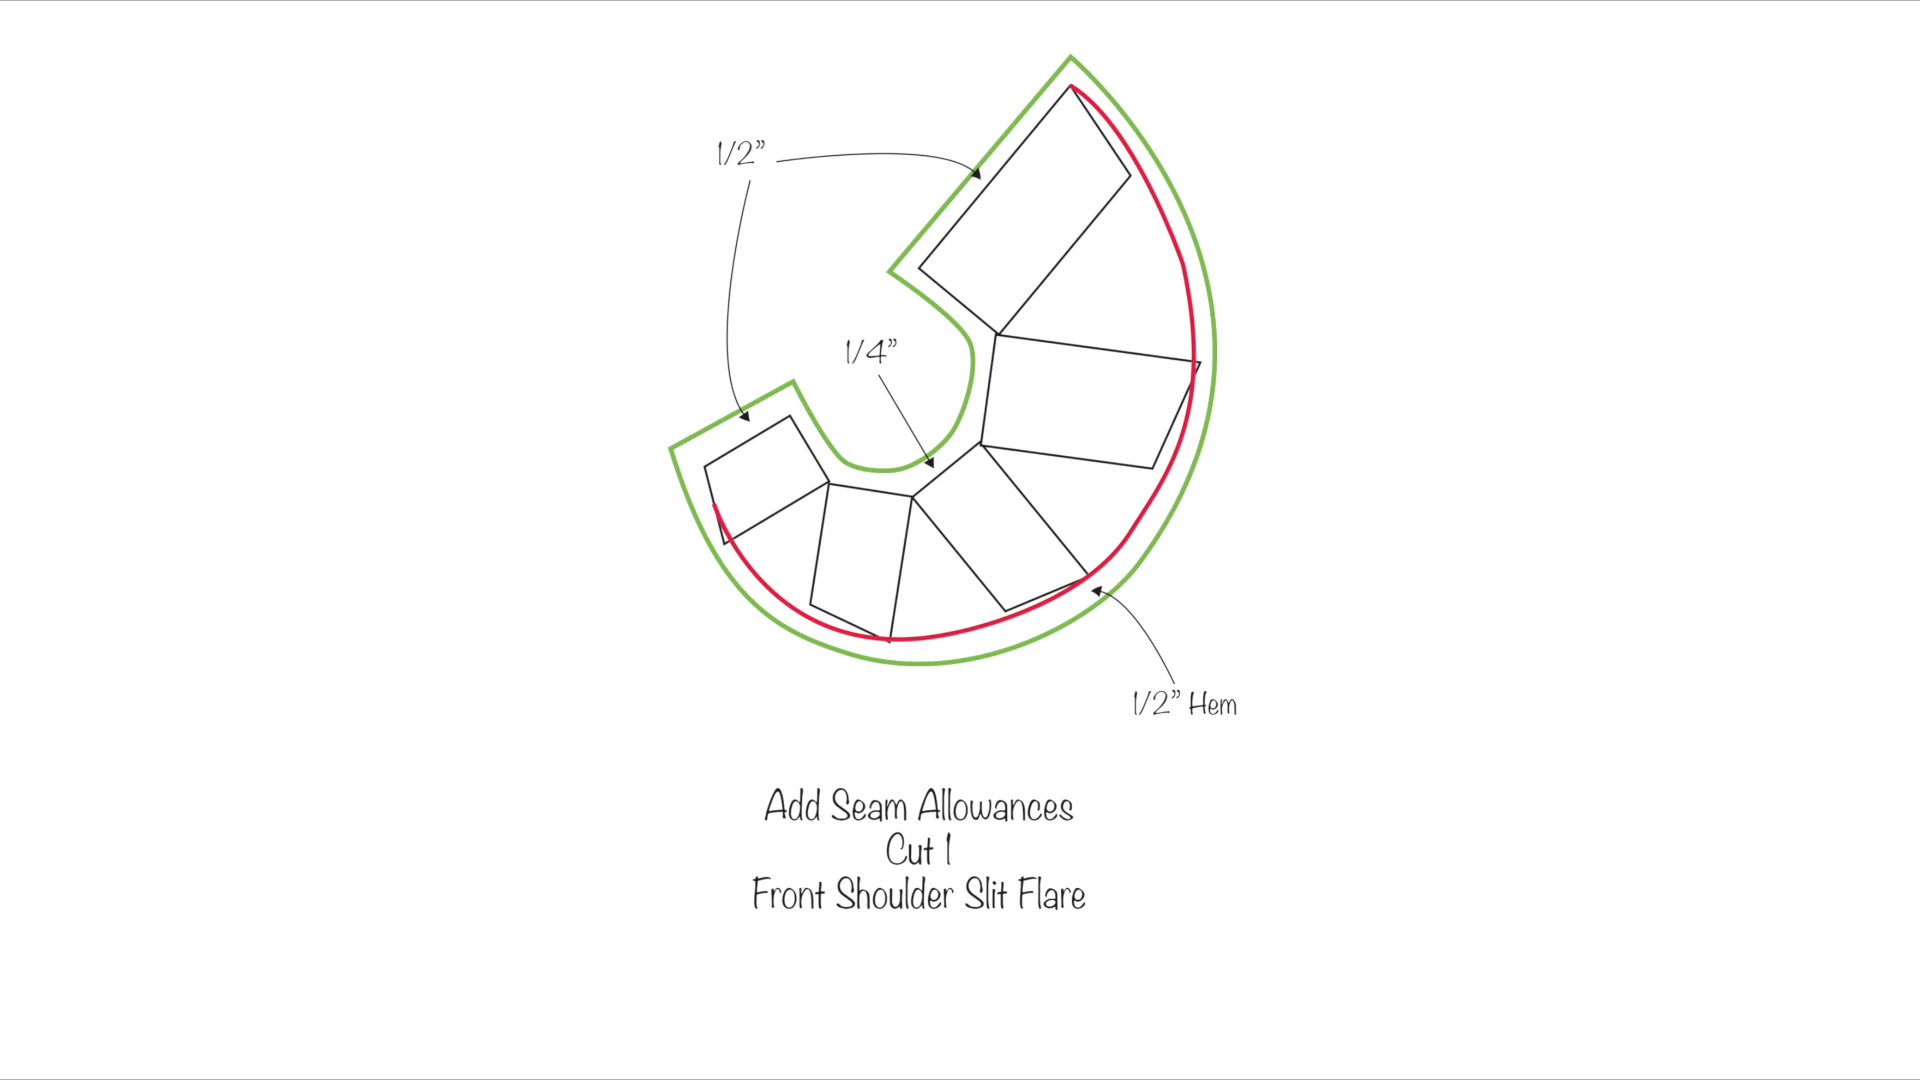 1/2”
1/4”
1/2” Hem
Add Seam Allowances
Cut 1
Front Shoulder Slit Flare